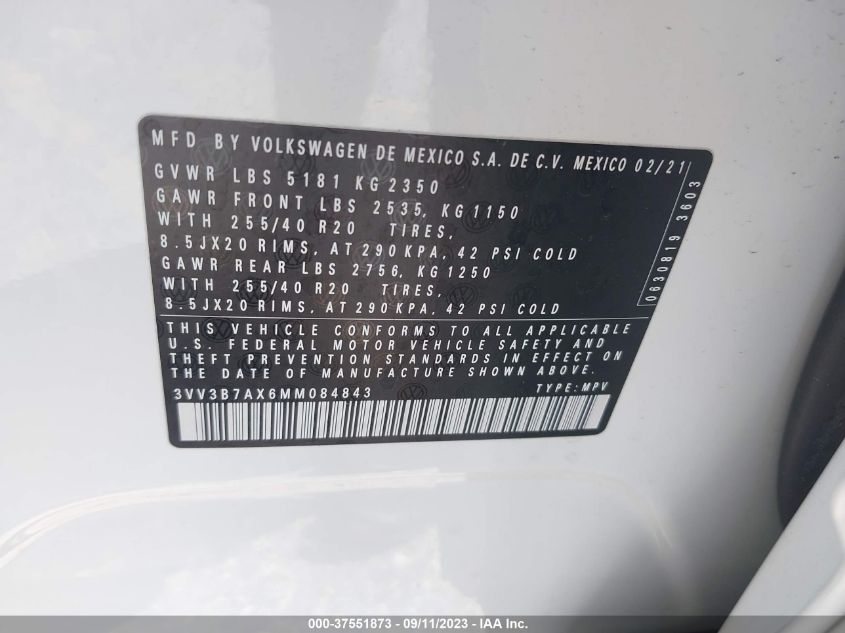 MFD BY VOLKSWAGEN DE MEXICO S.A. DE C.V. MEXICO 02/21
GVWR LBS 5181 KG 2350
GAWR FRONT LBS 2535, KG 1150
WITH 255/40 R20 TIRES,
8.5JX20 RIMS, AT 290 KPA, 42 PSI COLD
GAWR REAR LBS 2756, KG 1250
WITH 255/40 R20 TIRES,
8.5JX20 RIMS, AT 290 KPA, 42 PSI COLD
0630819 3603
THIS VEHICLE CONFORMS TO ALL APPLICABLE
U.S. FEDERAL MOTOR VEHICLE SAFETY AND
THEFT PREVENTION STANDARDS IN EFFECT ON
THE DATE OF MANUFACTURE SHOWN ABOVE.
3VV3B7AX6MM084843 TYPE: MPV
000-37551873 - 09/11/2023 - IAA Inc.